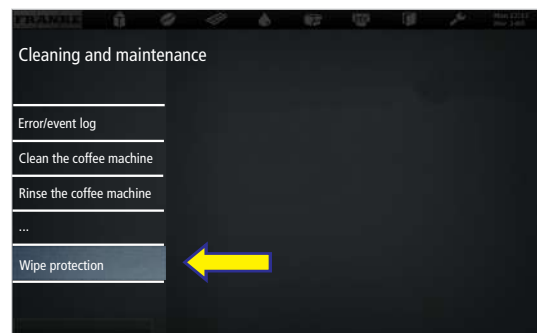 FRANKE
Cleaning and maintenance
Error/event log
Clean the coffee machine
Rinse the coffee machine
...
Wipe protection